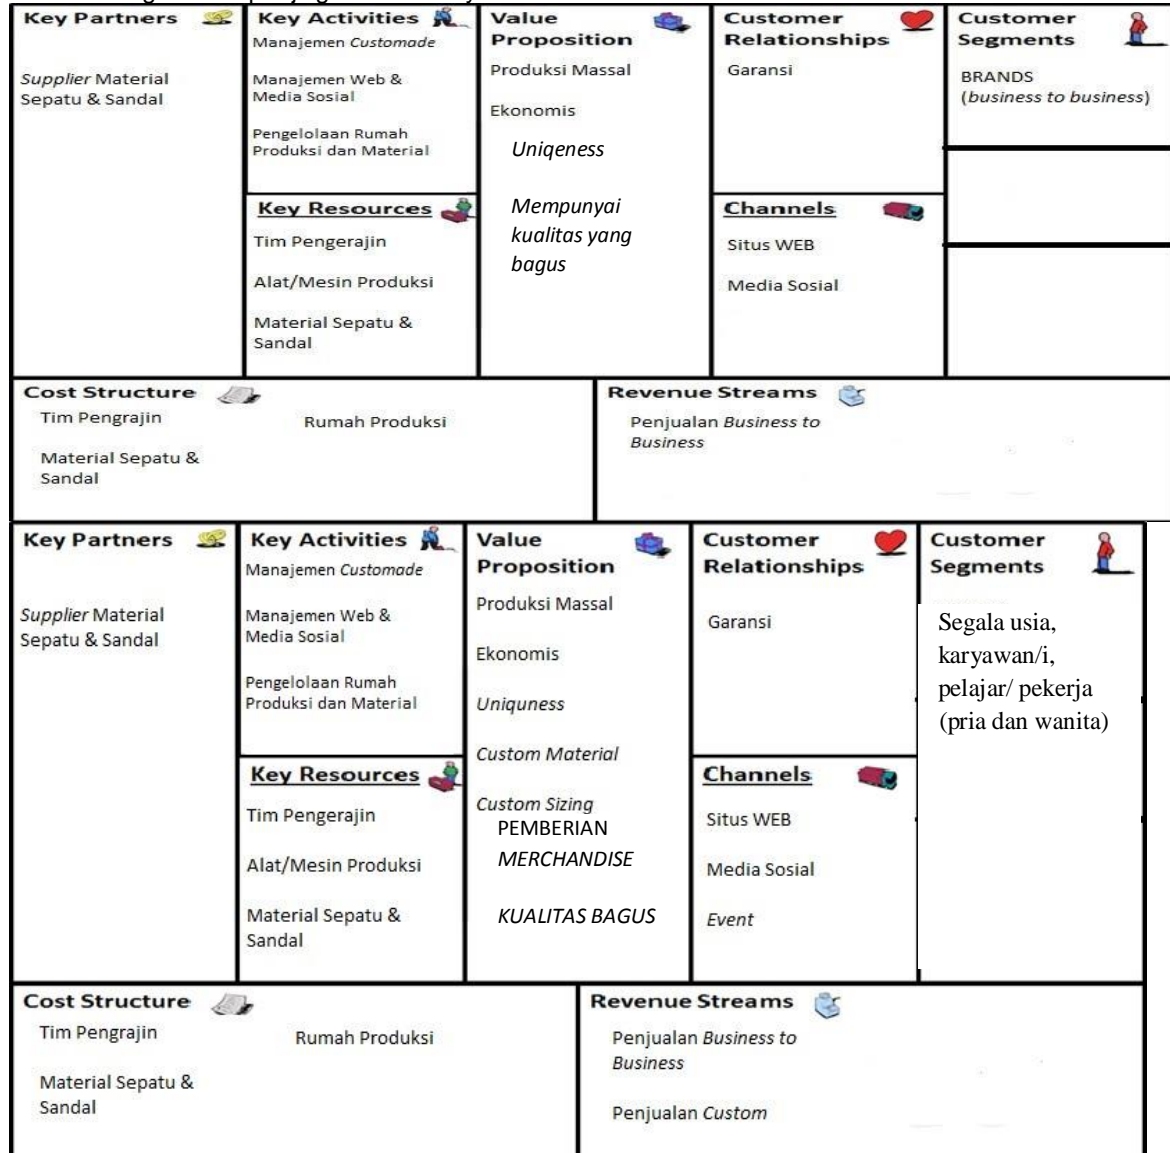 Key Partners
Supplier Material
Sepatu & Sandal
Key Activities
Manajemen Customade
Manajemen Web &
Media Sosial
Pengelolaan Rumah
Produksi dan Material
Key Resources
Tim Pengerajin
Alat/Mesin Produksi
Material Sepatu &
Sandal
Value
Proposition
Produksi Massal
Ekonomis
Uniqeness
Mempunyai
kualitas yang
bagus
Customer
Relationships
Garansi
Channels
Situs WEB
Media Sosial
Customer
Segments
BRANDS
(business to business)
Cost Structure
Tim Pengrajin
Material Sepatu &
Sandal
Rumah Produksi
Revenue Streams
Penjualan Business to
Business
Key Partners
Supplier Material
Sepatu & Sandal
Key Activities
Manajemen Customade
Manajemen Web &
Media Sosial
Pengelolaan Rumah
Produksi dan Material
Key Resources
Tim Pengerajin
Alat/Mesin Produksi
Material Sepatu &
Sandal
Value
Proposition
Produksi Massal
Ekonomis
Uniquness
Custom Material
Custom Sizing
PEMBERIAN
MERCHANDISE
KUALITAS BAGUS
Customer
Relationships
Garansi
Channels
Situs WEB
Media Sosial
Event
Customer
Segments
Segala usia,
karyawan/i,
pelajar/ pekerja
(pria dan wanita)
Cost Structure
Tim Pengrajin
Material Sepatu &
Sandal
Rumah Produksi
Revenue Streams
Penjualan Business to
Business
Penjualan Custom